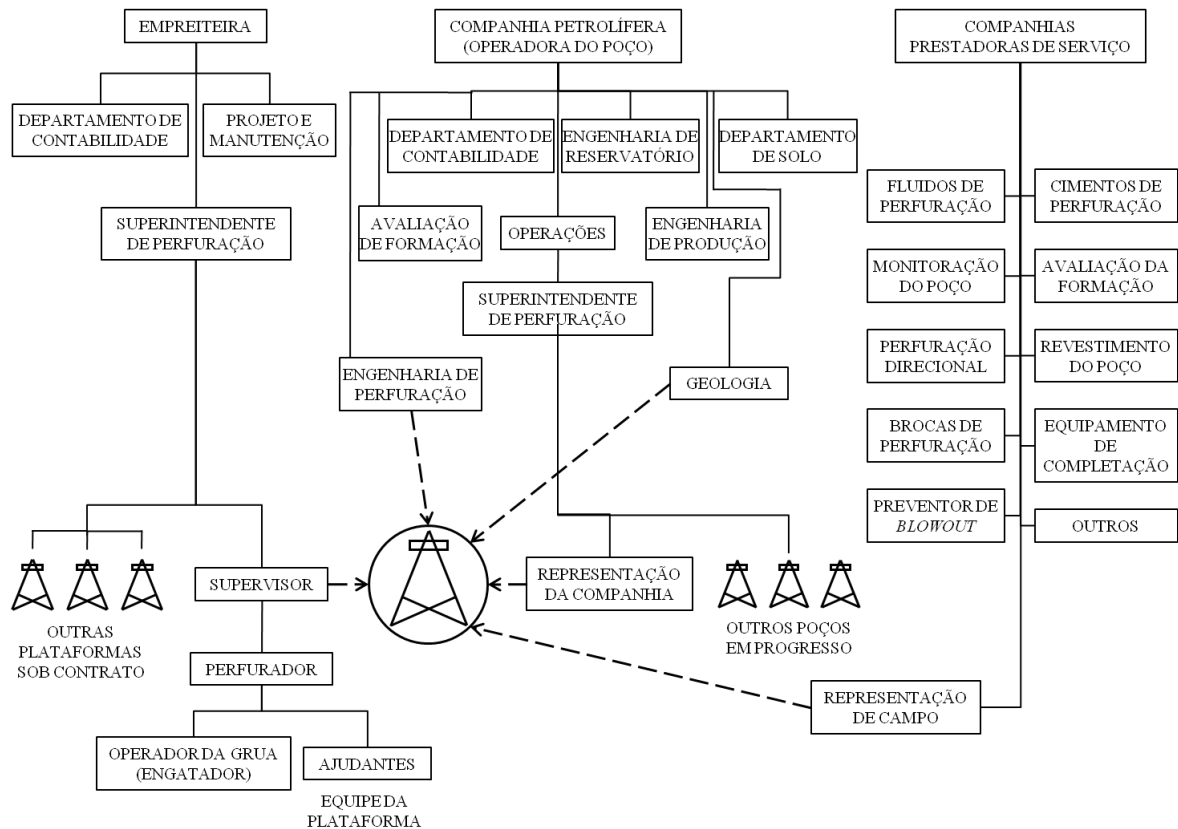 EMPREITEIRA
DEPARTAMENTO DE
CONTABILIDADE
PROJETO E
MANUTENÇÃO
SUPERINTENDENTE
DE PERFURAÇÃO
OUTRAS
PLATAFORMAS
SOB CONTRATO
SUPERVISOR
PERFURADOR
OPERADOR DA GRUA
(ENGATADOR)
AJUDANTES
EQUIPE DA
PLATAFORMA
COMPANHIA PETROLÍFERA
(OPERADORA DO POÇO)
DEPARTAMENTO DE
CONTABILIDADE
ENGENHARIA DE
RESERVATÓRIO
DEPARTAMENTO
DE SOLO
AVALIAÇÃO
DE FORMAÇÃO
OPERAÇÕES
ENGENHARIA
DE PRODUÇÃO
SUPERINTENDENTE
DE PERFURAÇÃO
ENGENHARIA DE
PERFURAÇÃO
GEOLOGIA
REPRESENTAÇÃO
DA COMPANHIA
OUTROS POÇOS
EM PROGRESSO
COMPANHIAS
PRESTADORAS DE SERVIÇO
FLUIDOS DE
PERFURAÇÃO
CIMENTOS DE
PERFURAÇÃO
MONITORAÇÃO
DO POÇO
AVALIAÇÃO DA
FORMAÇÃO
PERFURAÇÃO
DIRECIONAL
REVESTIMENTO
DO POÇO
BROCAS DE
PERFURAÇÃO
EQUIPAMENTO
DE
COMPLETAÇÃO
PREVENTOR DE
BLOWOUT
OUTROS
REPRESENTAÇÃO
DE CAMPO